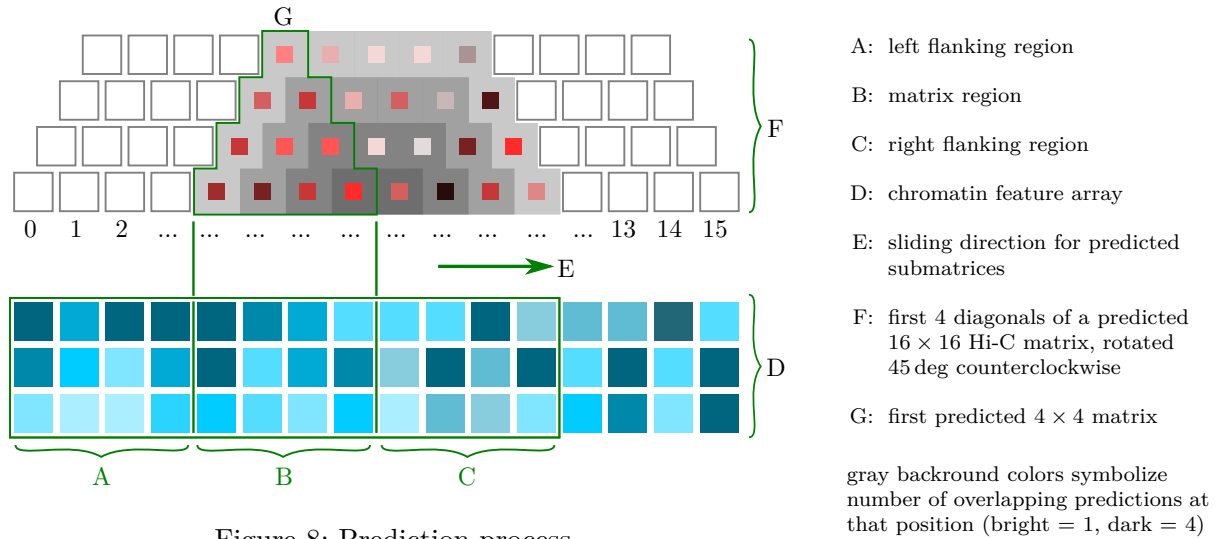 G
F
0 1 2 ... ... ... ... ... ... ... ... ... ... 13 14 15
E
D
A B C
A: left flanking region
B: matrix region
C: right flanking region
D: chromatin feature array
E: sliding direction for predicted
submatrices
F: first 4 diagonals of a predicted
16 × 16 Hi-C matrix, rotated
45 deg counterclockwise
G: first predicted 4 × 4 matrix
gray backround colors symbolize
number of overlapping predictions at
that position (bright = 1, dark = 4)
Figure 8: Prediction process